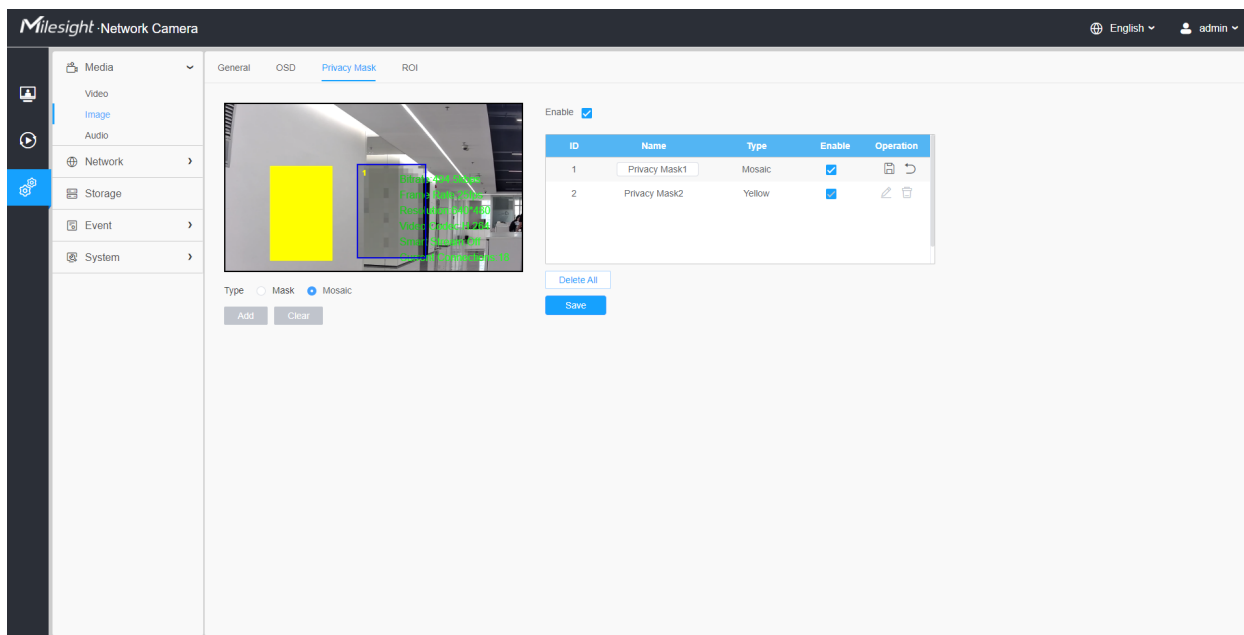 Milesight ·Network Camera
English
admin
Media
Video
Image
Audio
Network
Storage
Event
System
General OSD Privacy Mask ROI
1
Type Mask Mosaic
Add Clear
Enable
ID Name Type Enable Operation
1 Privacy Mask1 Mosaic
2 Privacy Mask2 Yellow
Delete All
Save